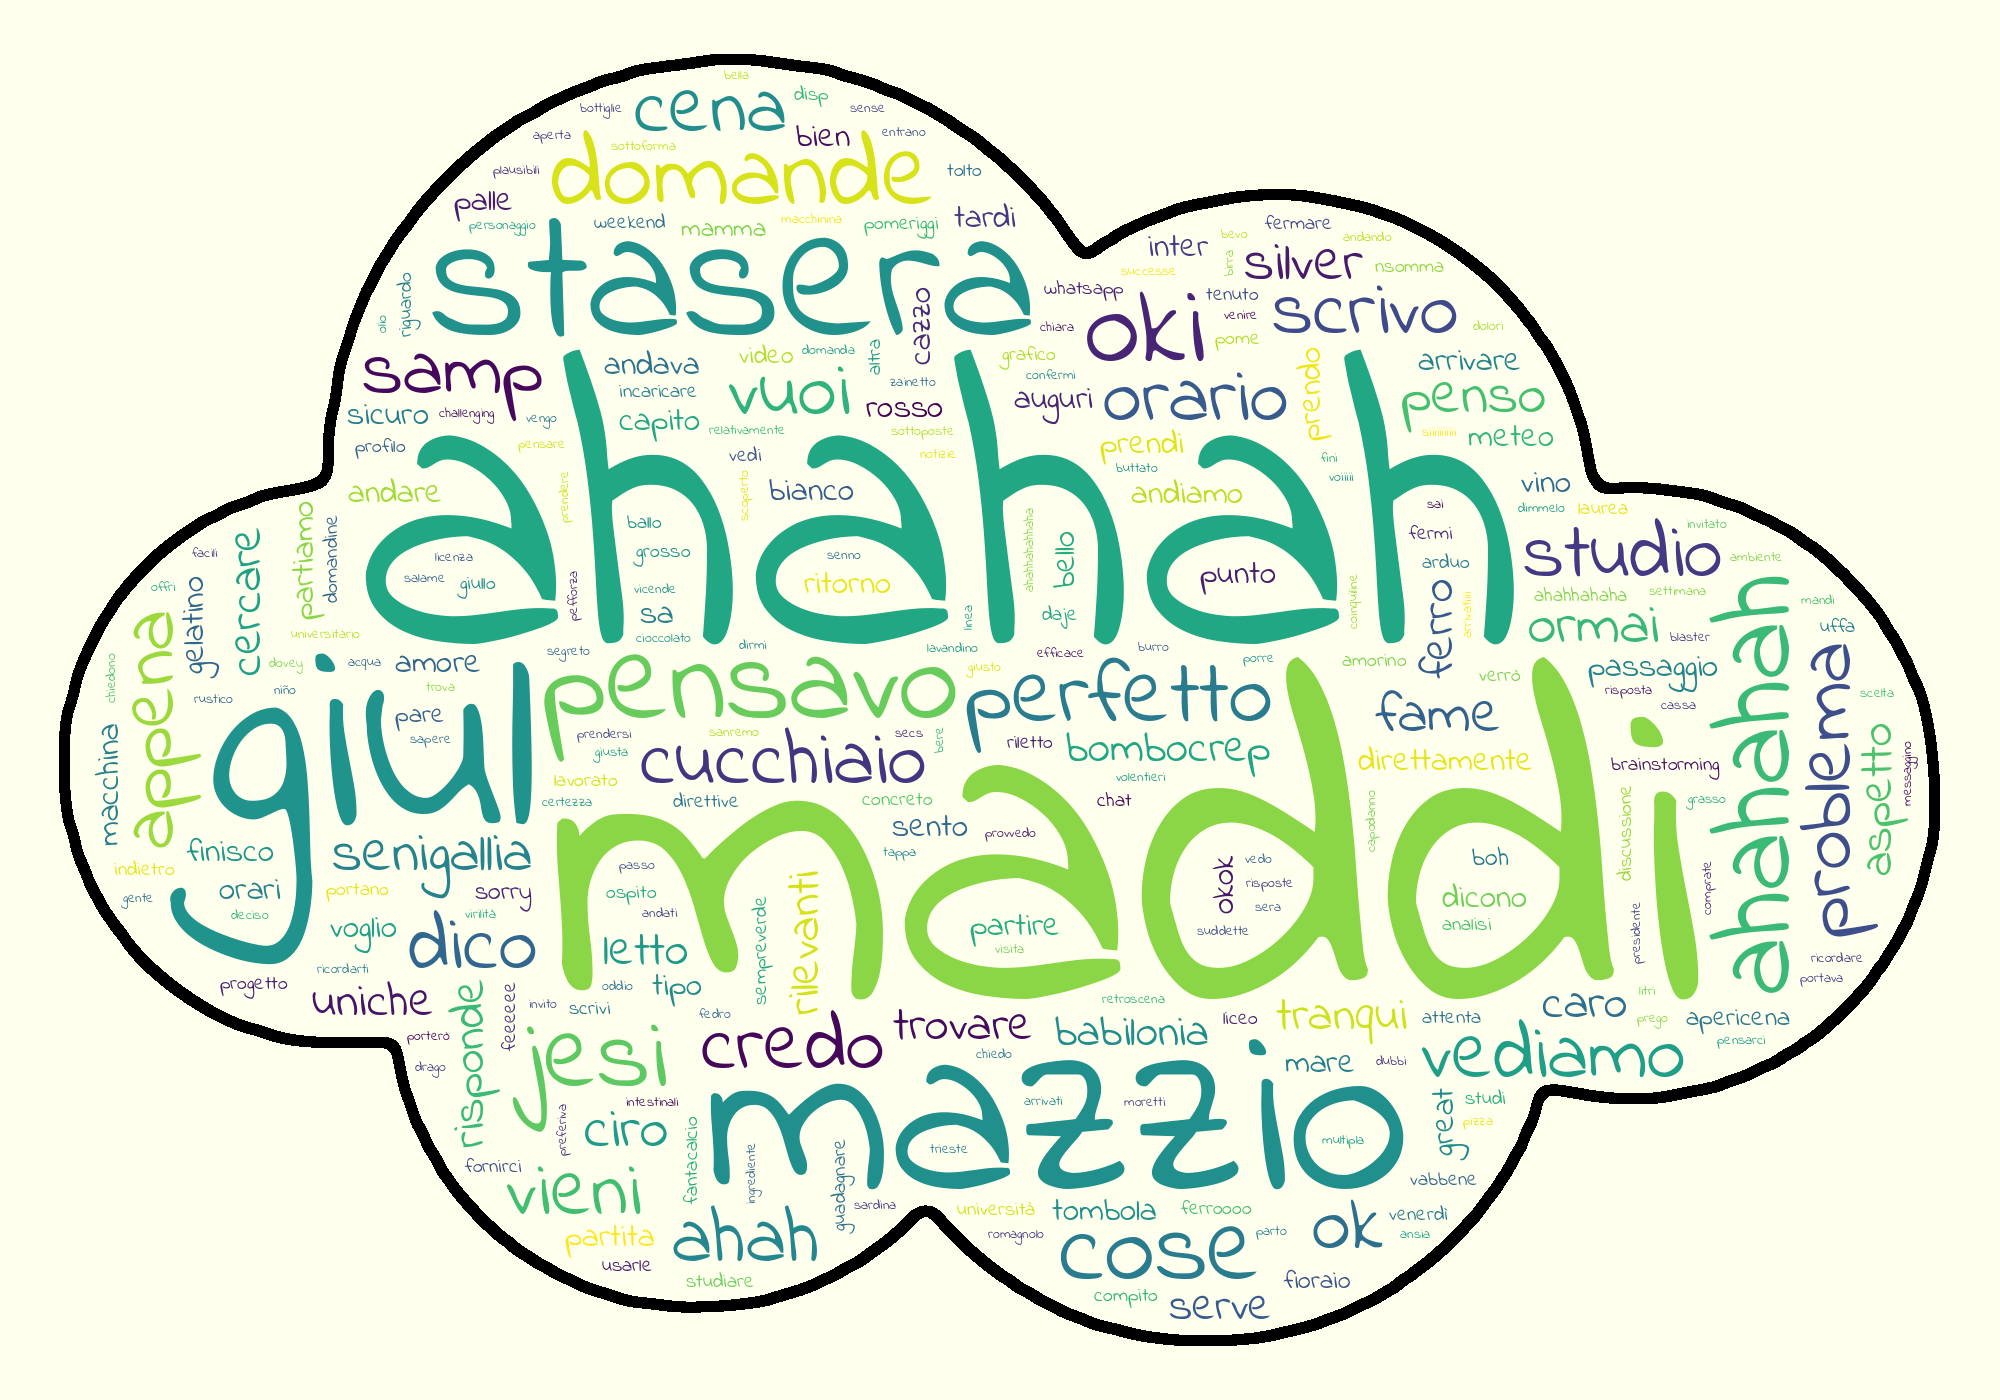 bella
bottiglie
cena
disp
sense
aperta
bien
entrano
sottoforma
domande
plausibili
tolto
palle
personaggio
weekend
mamma
macchinina
pomeriggi
tardi
stasera
riguardo
olio
inter
bevo
fermare
andando
successe
birra
silver
nsomma
whatsapp
tenuto
venire
scrivo
chiara
oki
pome
dolori
cazzo
samp
andava
video
domanda
altra
grafico
confermi
prendo
arrivare
incaricare
vuoi
zainetto
rosso
auguri
orario
penso
sicuro
challenging
vengo
capito
relativamente
sottoposte
siiiiiiiii
meteo
profilo
pensare
vedi
notizie
prendi
buttato
fini
voiiiii
ahahah
andare
prendere
bianco
scoperto
andiamo
sai
vino
dimmelo
laurea
invitato
partiamo
domandine
ballo
grosso
licenza
salame
giullo
vicende
sa
cioccolato
pefforza
senno
ritorno
ahahhahahhaha
bello
daje
linea
punto
fermi
arduo
studio
ambiente
facili
cercare
offri
gelatino
coinquiline
ferro
arrivatiii
ahahhahaha
settimana
mandi
universitario
ormai
blaster
uffa
appena
chiedono
dovey
acqua
amore
segreto
dirmi
lavandino
giusto
efficace
burro
porre
amorino
verrò
passaggio
risposta
cassa
ahahahah
problema
scelta
rustico
niño
trova
giul
pare
sapere
pensavo
perfetto
fame
macchina
prendersi
giusta
sanremo
secs
bere
riletto
bombocrep
volentieri
direttamente
brainstorming
aspetto
messaggino
cucchiaio
lavorato
certezza
direttive
concreto
chat
capodanno
discussione
grasso
maddi
finisco
senigallia
indietro
orari
portano
sorry
gente
deciso
virilità
passo
ospito
andati
sento
provvedo
tappa
okok
vedo
risposte
sera
suddette
boh
dicono
analisi
comprate
presidente
voglio
dico
letto
sempreverde
rilevanti
partire
visita
ricordare
portava
progetto
ricordarti
uniche
risponde
feeeeee
invito
scrivi
oddio
tipo
fedro
retroscena
litri
caro
prego
apericena
pensarci
porterò
drago
jesi
credo
trovare
chiedo
babilonia
liceo
tranqui
attenta
mare
dubbi
vediamo
intestinali
mazzio
arrivati
moretti
great
studi
pizza
preferiva
ciro
fantacalcio
ingrediente
guadagnare
trieste
multipla
fornirci
vieni
sardina
vabbene
università
tombola
ferroooo
ok
venerdì
partita
ahah
romagnolo
cose
parto
ansia
usarle
studiare
fioraio
compito
serve